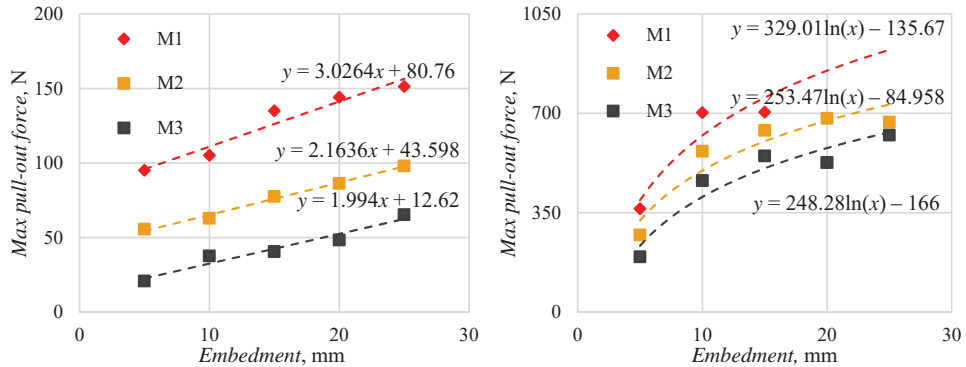 200
150
100
50
0
0
10
20
30
Max pull-out force, N
Embedment, mm
M1
M2
M3
y = 3.0264x + 80.76
y = 2.1636x + 43.598
y = 1.994x + 12.62
1050
700
350
0
0
10
20
30
Max pull-out force, N
Embedment, mm
M1
M2
M3
y = 329.01ln(x) − 135.67
y = 253.47ln(x) − 84.958
y = 248.28ln(x) − 166